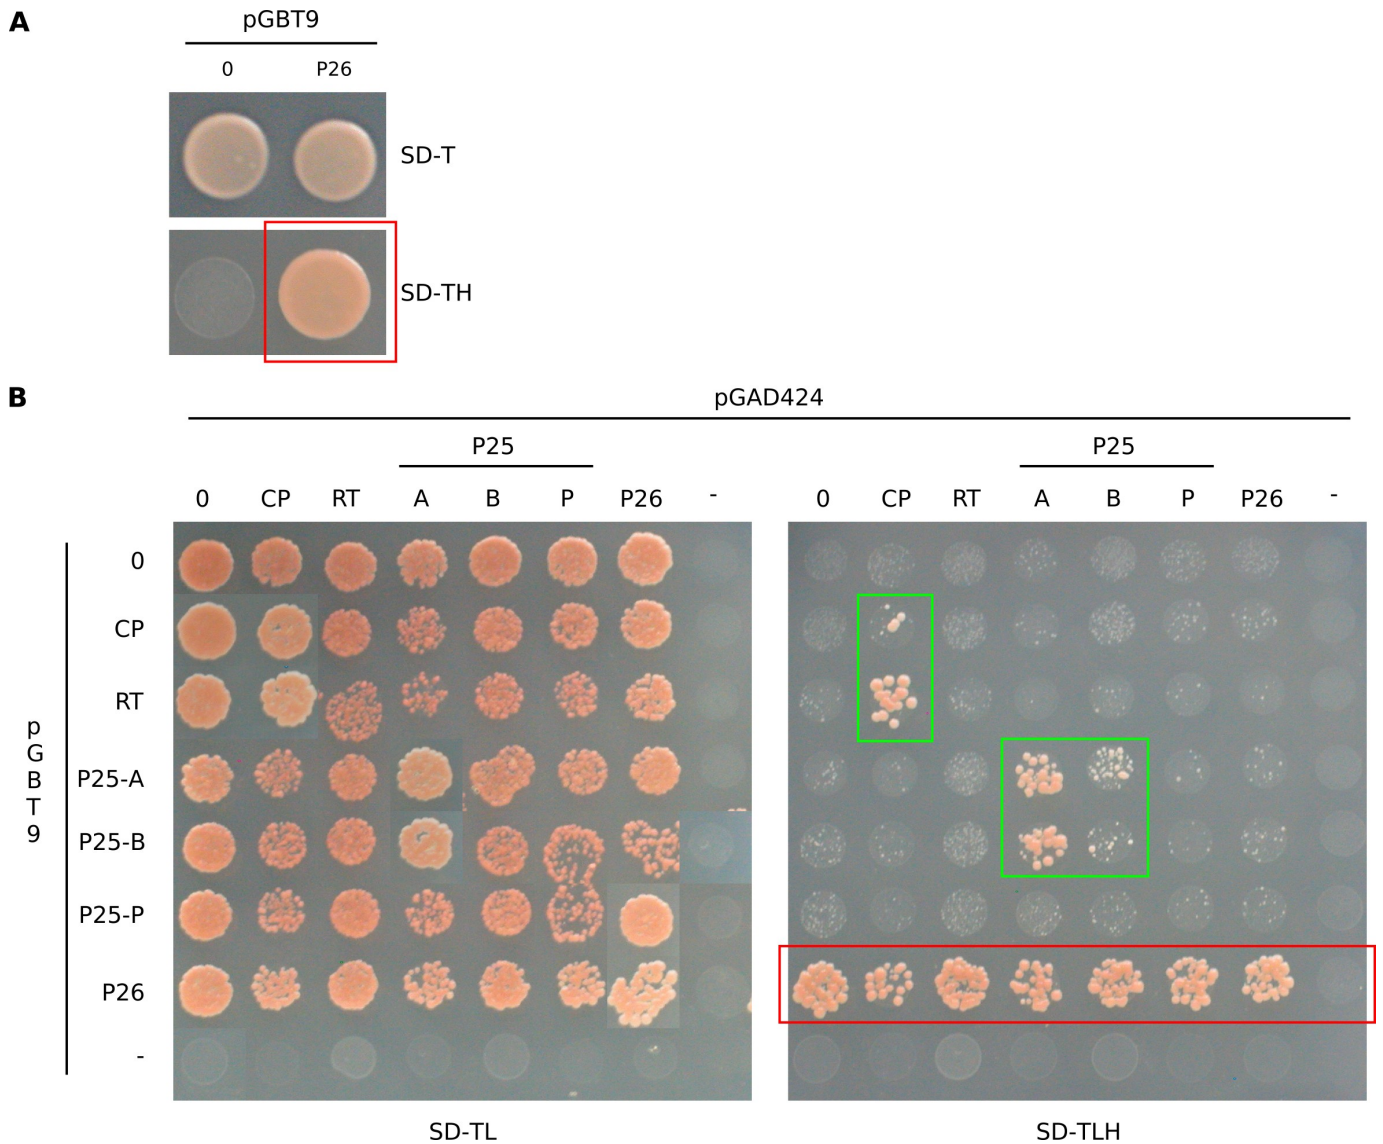 A
pGBT9
0 P26
SD-T
SD-TH
B
pGAD424
P25 P25
0 CP RT A B P P26 - 0 CP RT A B P P26 -
0
CP
RT
P25-A
P25-B
P25-P
P26
-
p
G
B
T
9
SD-TL SD-TLH